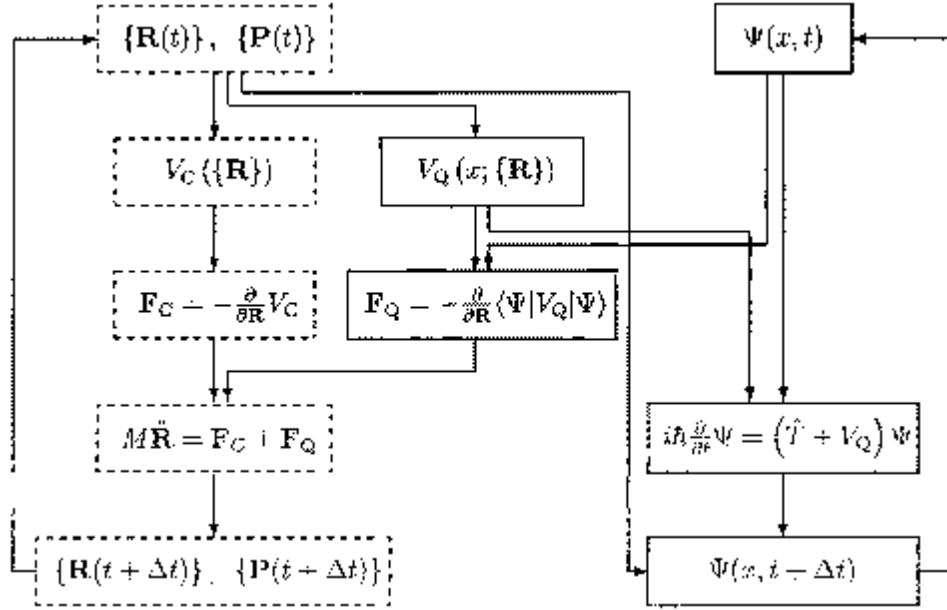 {R(t)}, {P(t)}
Ψ(x,t)
V_C({R})
V_Q(x;{R})
F_C = −∂/∂R V_C
F_Q = −∂/∂R ⟨Ψ|V_Q|Ψ⟩
MR̈ = F_C + F_Q
iħ ∂/∂t Ψ = (T̂ + V_Q) Ψ
{R(t + Δt)}, {P(t + Δt)}
Ψ(x, t + Δt)